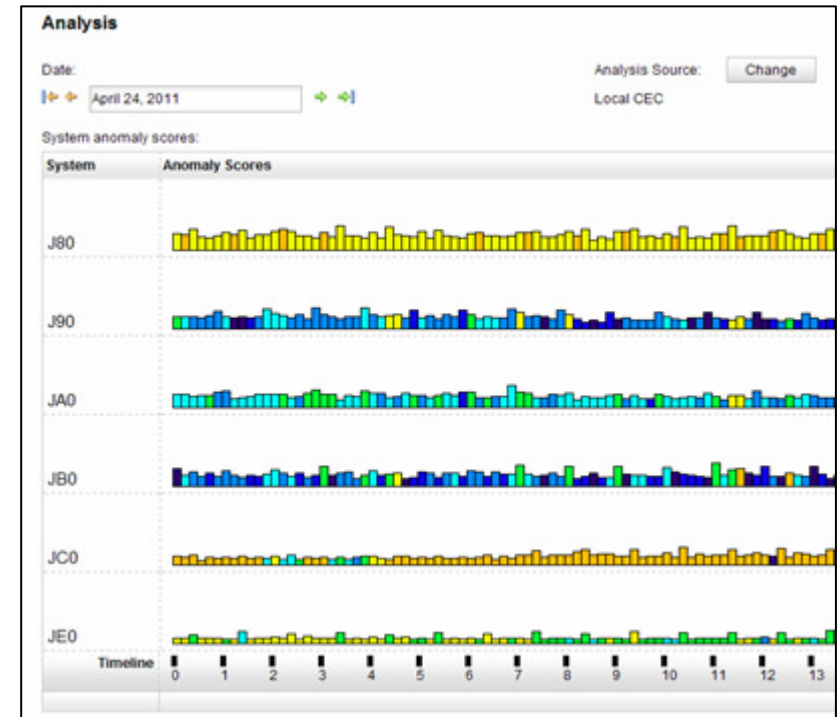 Analysis
Date:
April 24, 2011
Analysis Source: Change
Local CEC
System anomaly scores:
System Anomaly Scores
J80
J90
JA0
JB0
JC0
JE0
Timeline
0 1 2 3 4 5 6 7 8 9 10 11 12 13